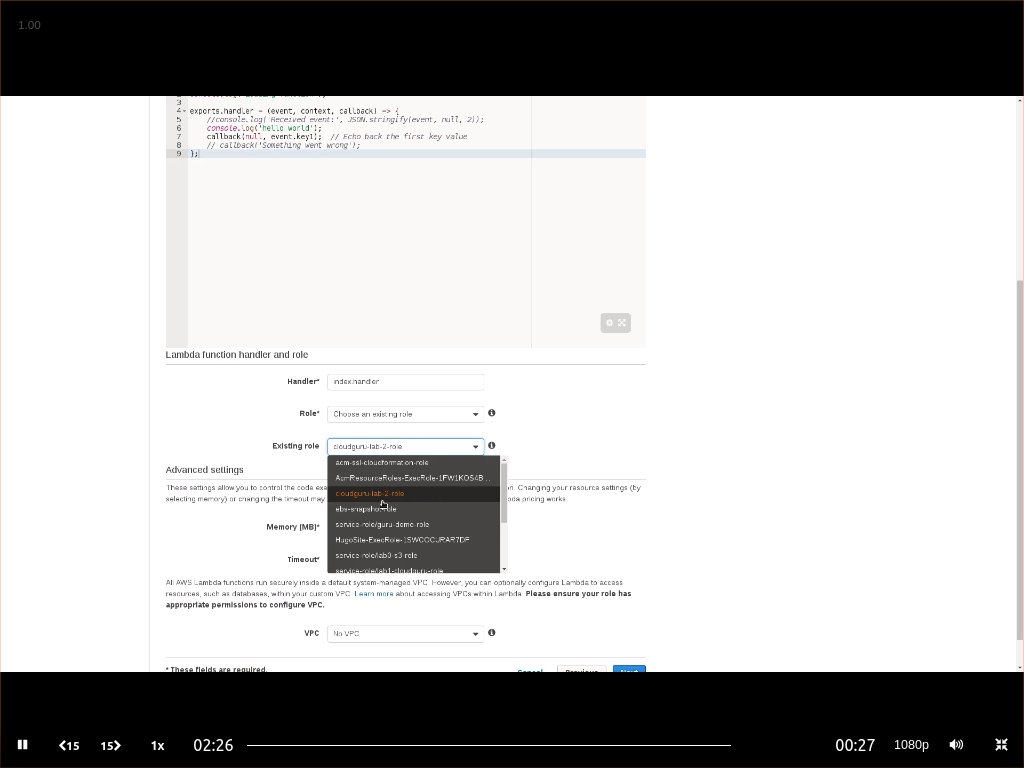 1.00
3
4 exports.handler = (event, context, callback) => {
5 //console.log('Received event:', JSON.stringify(event, null, 2));
6 console.log('hello world');
7 callback(null, event.key1); // Echo back the first key value
8 // callback('Something went wrong');
9 };
Lambda function handler and role
Handler* index.handler
Role* Choose an existing role
Existing role cloudguru-lab-2-role
acm-ssl-cloudformation-role
Advanced settings
AcmResourceRoles-ExecRole-1FW1KOS4B...
These settings allow you to control the code exe on. Changing your resource settings (by
cloudguru-lab-2-role
selecting memory) or changing the timeout may bda pricing works.
ebs-snapshot-role
Memory (MB)* service-role/guru-demo-role
HugoSite-ExecRole-1SWCOCURAR7DF
Timeout* service-role/lab0-s3-role
service-role/lab1-cloudguru-role
All AWS Lambda functions run securely inside a default system-managed VPC. However, you can optionally configure Lambda to access
resources, such as databases, within your custom VPC. Learn more about accessing VPCs within Lambda. Please ensure your role has
appropriate permissions to configure VPC.
VPC No VPC
* These fields are required. Cancel Previous Next
15 15 1x 02:26 00:27 1080p